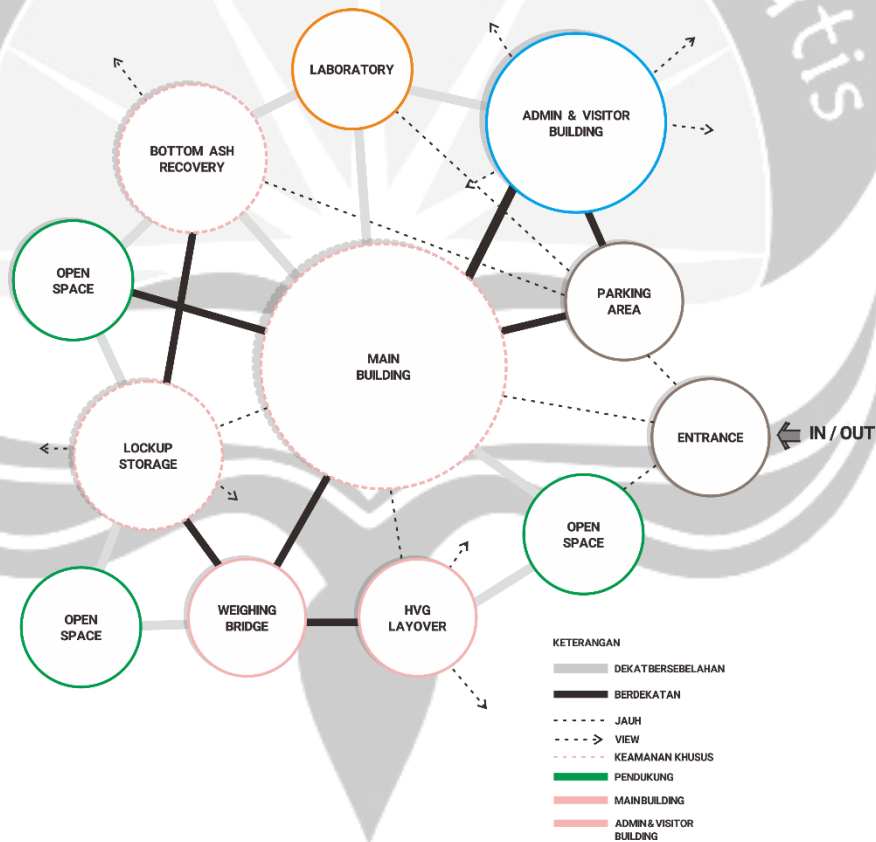 atis
LABORATORY
ADMIN & VISITOR
BUILDING
BOTTOM ASH
RECOVERY
OPEN
SPACE
PARKING
AREA
MAIN
BUILDING
ENTRANCE
IN / OUT
LOCKUP
STORAGE
OPEN
SPACE
OPEN
SPACE
WEIGHING
BRIDGE
HVG
LAYOVER
KETERANGAN
DEKATBERSEBELAHAN
BERDEKATAN
JAUH
VIEW
KEAMANAN KHUSUS
PENDUKUNG
MAINBUILDING
ADMIN & VISITOR
BUILDING